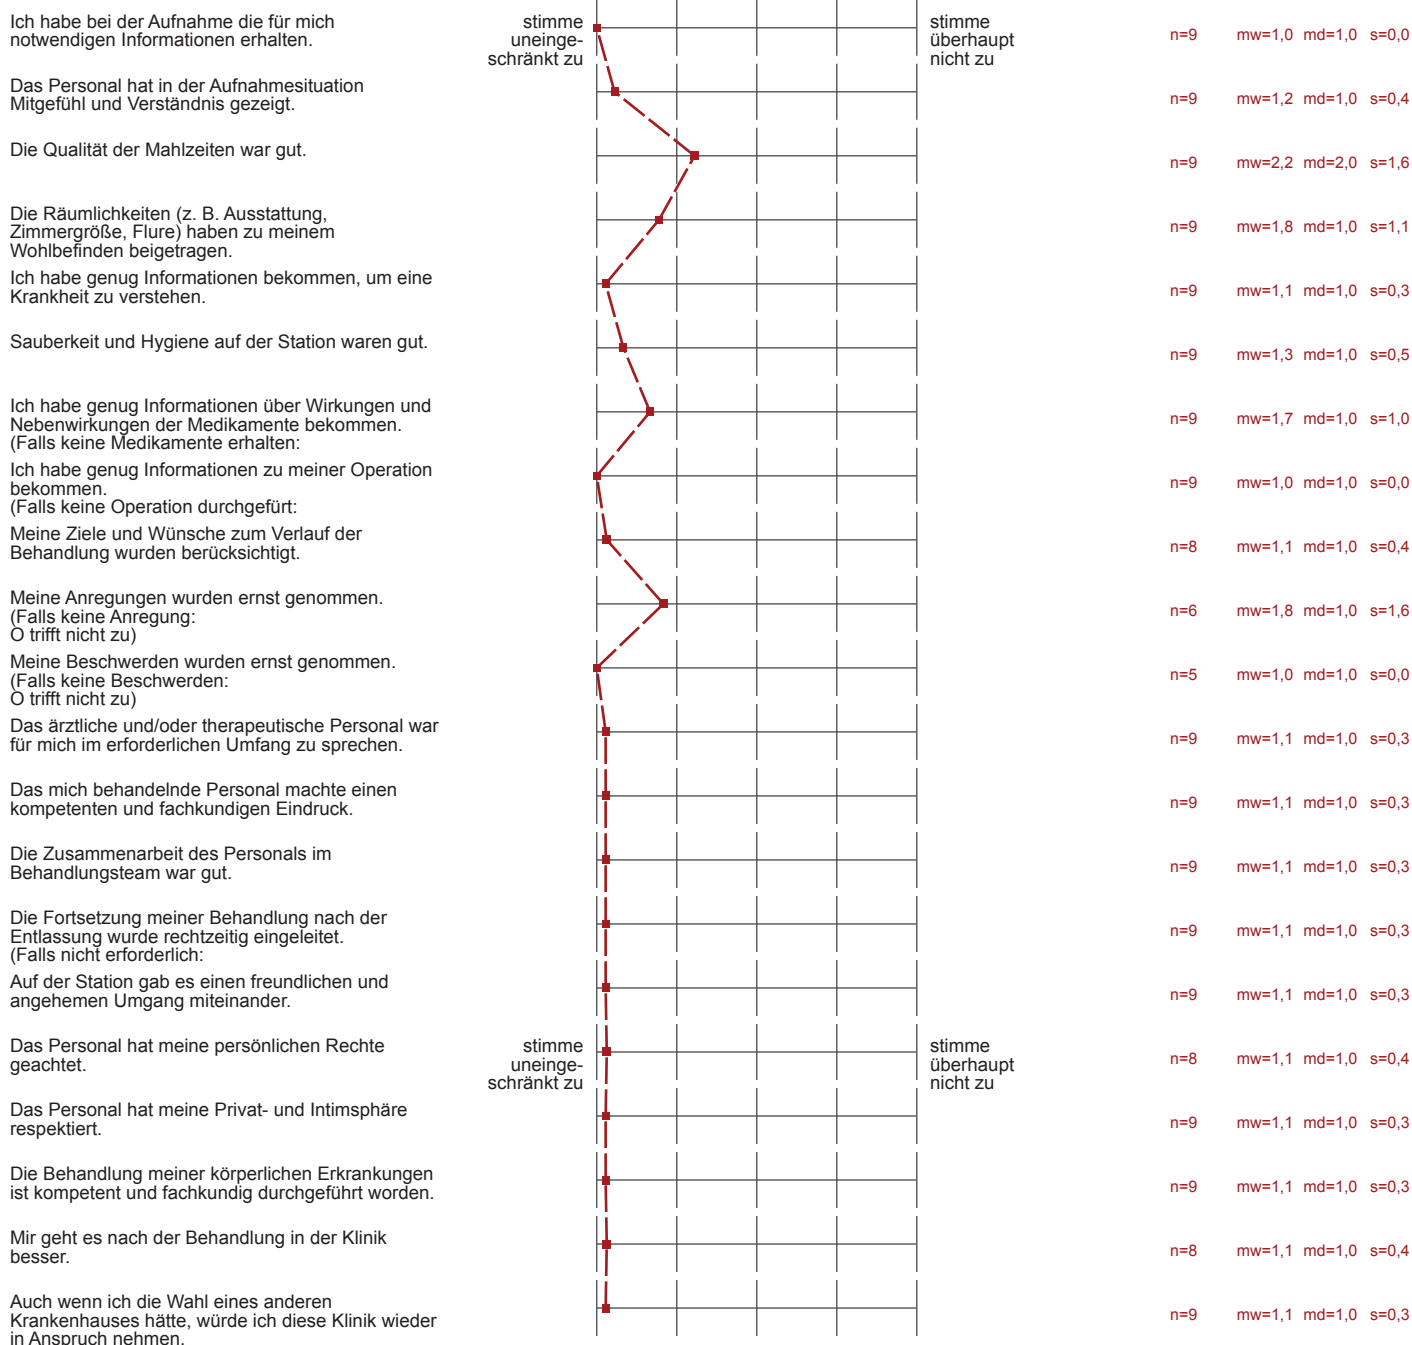 Ich habe bei der Aufnahme die für mich
notwendigen Informationen erhalten.
stimme
uneinge-
schränkt zu
stimme
überhaupt
nicht zu
n=9 mw=1,0 md=1,0 s=0,0
Das Personal hat in der Aufnahmesituation
Mitgefühl und Verständnis gezeigt.
n=9 mw=1,2 md=1,0 s=0,4
Die Qualität der Mahlzeiten war gut.
n=9 mw=2,2 md=2,0 s=1,6
Die Räumlichkeiten (z. B. Ausstattung,
Zimmergröße, Flure) haben zu meinem
Wohlbefinden beigetragen.
n=9 mw=1,8 md=1,0 s=1,1
Ich habe genug Informationen bekommen, um eine
Krankheit zu verstehen.
n=9 mw=1,1 md=1,0 s=0,3
Sauberkeit und Hygiene auf der Station waren gut.
n=9 mw=1,3 md=1,0 s=0,5
Ich habe genug Informationen über Wirkungen und
Nebenwirkungen der Medikamente bekommen.
(Falls keine Medikamente erhalten:
n=9 mw=1,7 md=1,0 s=1,0
Ich habe genug Informationen zu meiner Operation
bekommen.
(Falls keine Operation durchgefürt:
n=9 mw=1,0 md=1,0 s=0,0
Meine Ziele und Wünsche zum Verlauf der
Behandlung wurden berücksichtigt.
n=8 mw=1,1 md=1,0 s=0,4
Meine Anregungen wurden ernst genommen.
(Falls keine Anregung:
O trifft nicht zu)
n=6 mw=1,8 md=1,0 s=1,6
Meine Beschwerden wurden ernst genommen.
(Falls keine Beschwerden:
O trifft nicht zu)
n=5 mw=1,0 md=1,0 s=0,0
Das ärztliche und/oder therapeutische Personal war
für mich im erforderlichen Umfang zu sprechen.
n=9 mw=1,1 md=1,0 s=0,3
Das mich behandelnde Personal machte einen
kompetenten und fachkundigen Eindruck.
n=9 mw=1,1 md=1,0 s=0,3
Die Zusammenarbeit des Personals im
Behandlungsteam war gut.
n=9 mw=1,1 md=1,0 s=0,3
Die Fortsetzung meiner Behandlung nach der
Entlassung wurde rechtzeitig eingeleitet.
(Falls nicht erforderlich:
n=9 mw=1,1 md=1,0 s=0,3
Auf der Station gab es einen freundlichen und
angehemen Umgang miteinander.
n=9 mw=1,1 md=1,0 s=0,3
Das Personal hat meine persönlichen Rechte
geachtet.
stimme
uneinge-
schränkt zu
stimme
überhaupt
nicht zu
n=8 mw=1,1 md=1,0 s=0,4
Das Personal hat meine Privat- und Intimsphäre
respektiert.
n=9 mw=1,1 md=1,0 s=0,3
Die Behandlung meiner körperlichen Erkrankungen
ist kompetent und fachkundig durchgeführt worden.
n=9 mw=1,1 md=1,0 s=0,3
Mir geht es nach der Behandlung in der Klinik
besser.
n=8 mw=1,1 md=1,0 s=0,4
Auch wenn ich die Wahl eines anderen
Krankenhauses hätte, würde ich diese Klinik wieder
in Anspruch nehmen.
n=9 mw=1,1 md=1,0 s=0,3